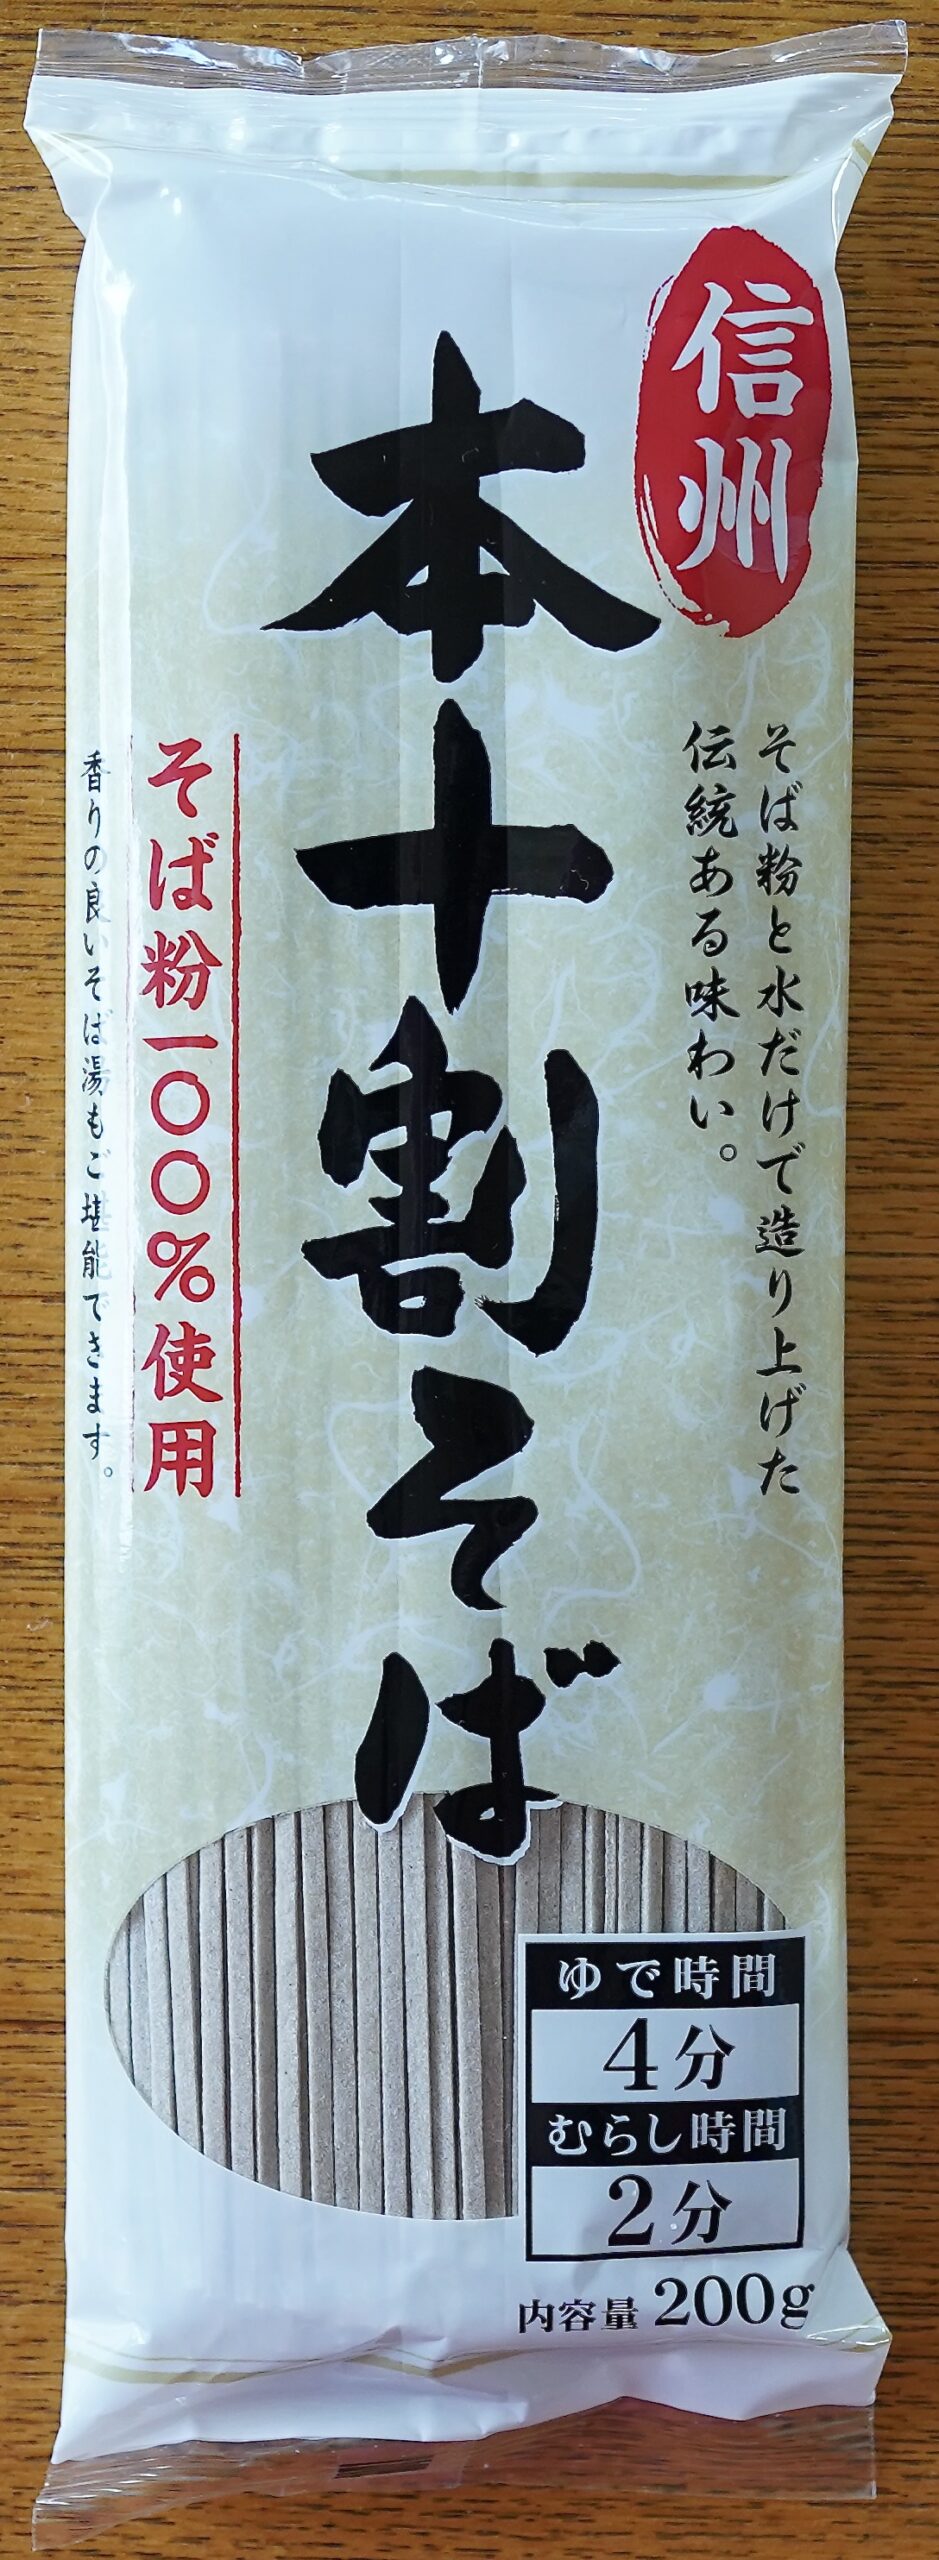 信州
そば粉と水だけで造り上げた
伝統ある味わい。
本十割そば
そば粉一〇〇％使用
香りの良いそば湯もご堪能できます。
ゆで時間
4分
むらし時間
2分
内容量 200g